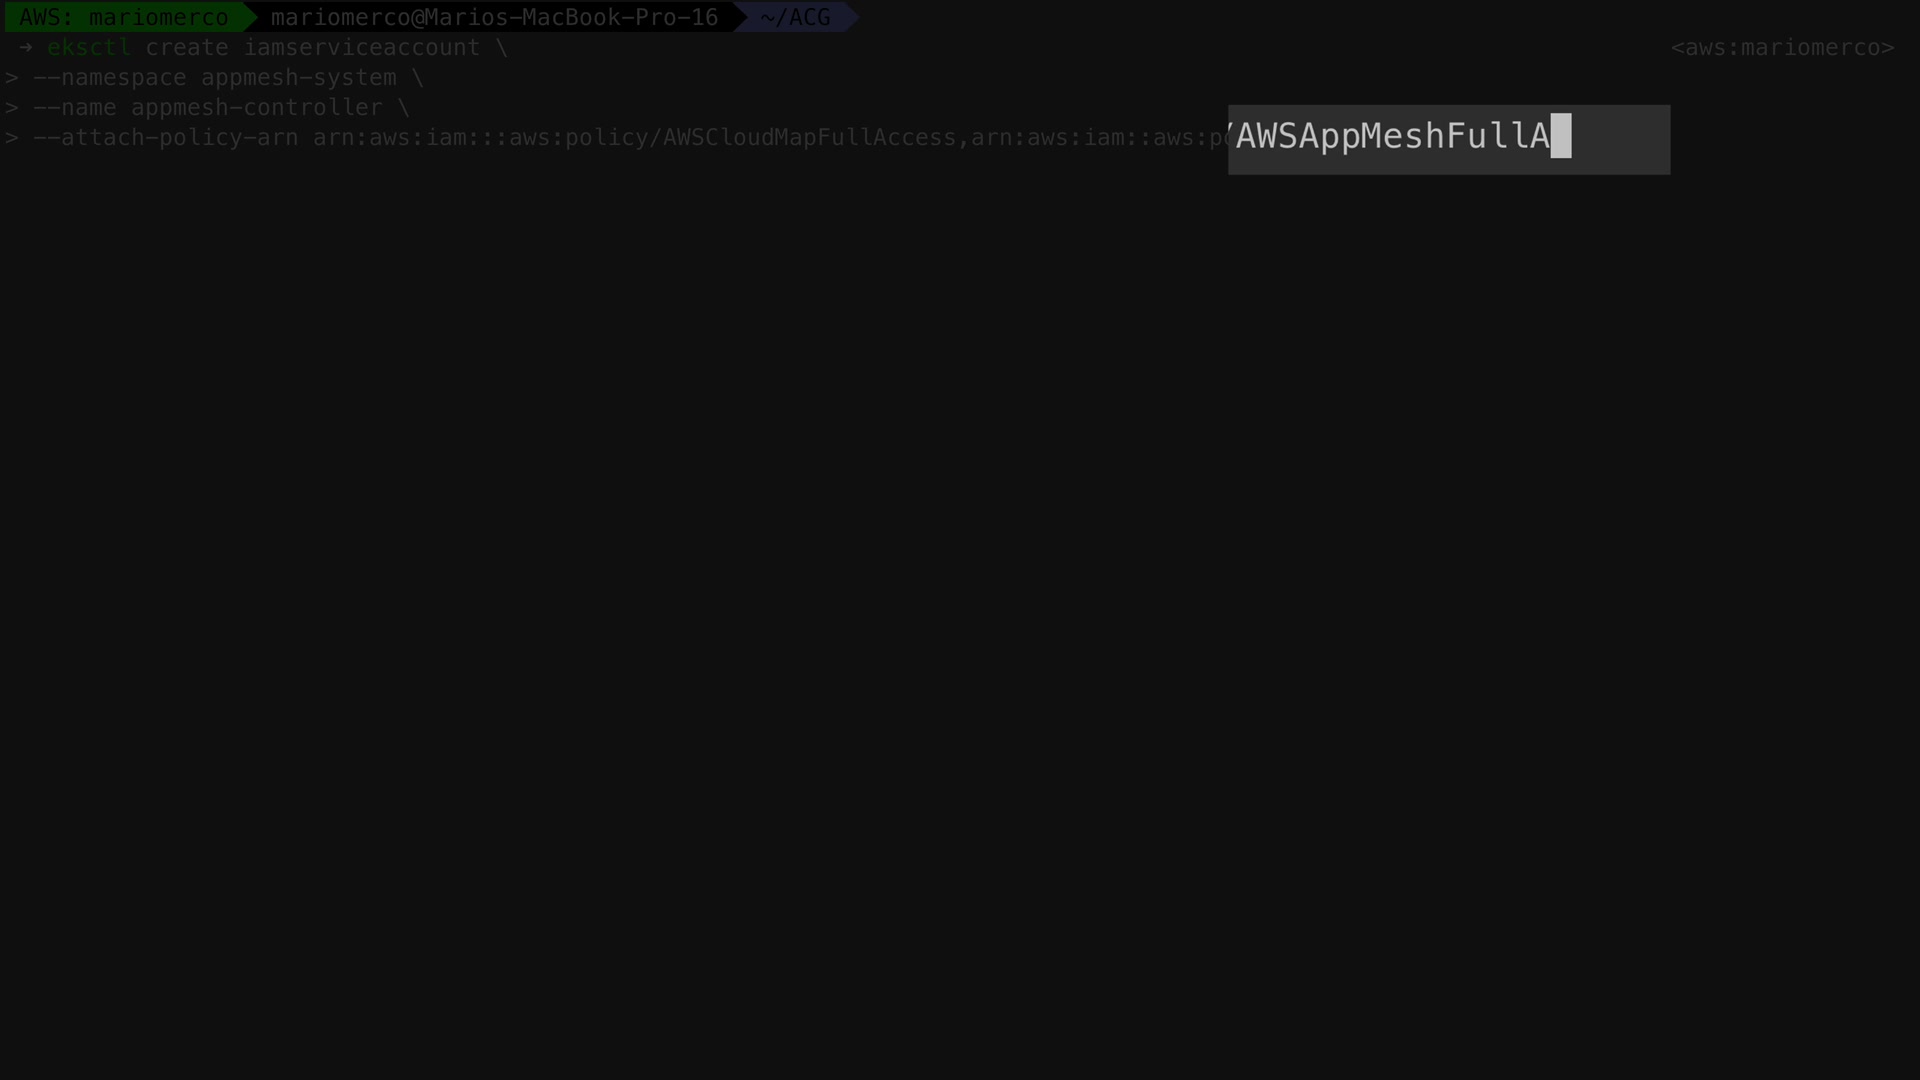 AWS: mariomerco mariomerco@Marios-MacBook-Pro-16 ~/ACG
→ eksctl create iamserviceaccount \ <aws:mariomerco>
> --namespace appmesh-system \
> --name appmesh-controller \
> --attach-policy-arn arn:aws:iam:::aws:policy/AWSCloudMapFullAccess,arn:aws:iam::aws:po/AWSAppMeshFullA